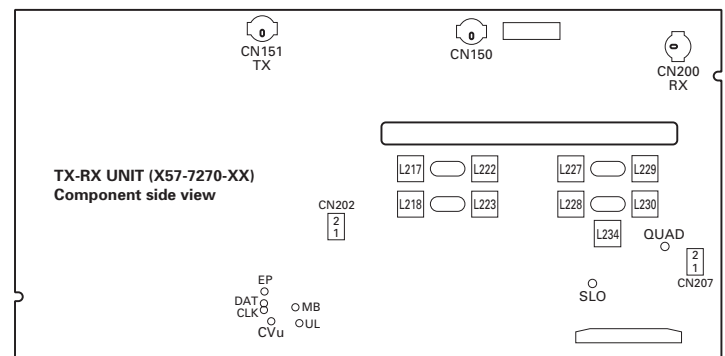 CN151
TX
CN150
CN200
RX
TX-RX UNIT (X57-7270-XX)
Component side view
L217
L222
L227
L229
CN202
2
1
L218
L223
L228
L230
L234
QUAD
2
1
CN207
EP
DAT
CLK
CVu
MB
UL
SLO